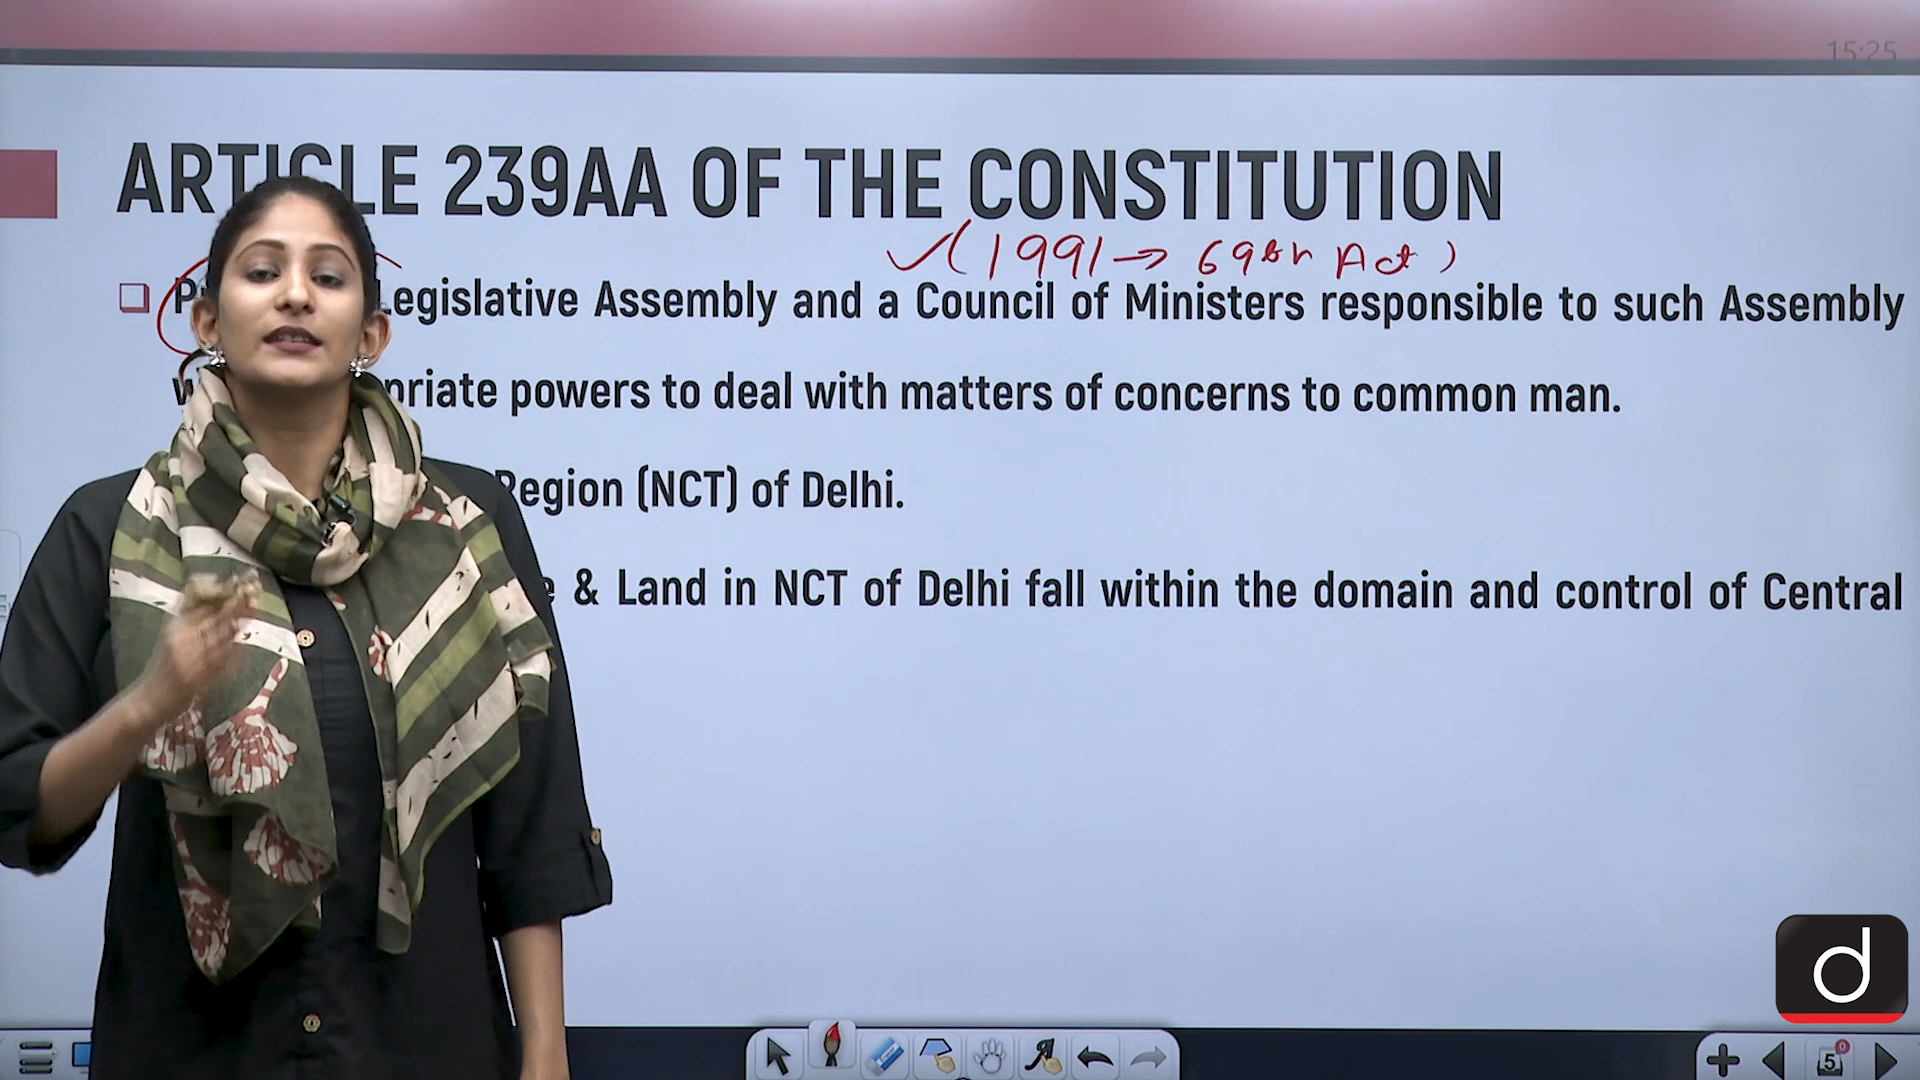 15:25
ARTICLE 239AA OF THE CONSTITUTION
(1991 → 69th Act)
Legislative Assembly and a Council of Ministers responsible to such Assembly
powers to deal with matters of concerns to common man.
Region (NCT) of Delhi.
& Land in NCT of Delhi fall within the domain and control of Central
d
5
0